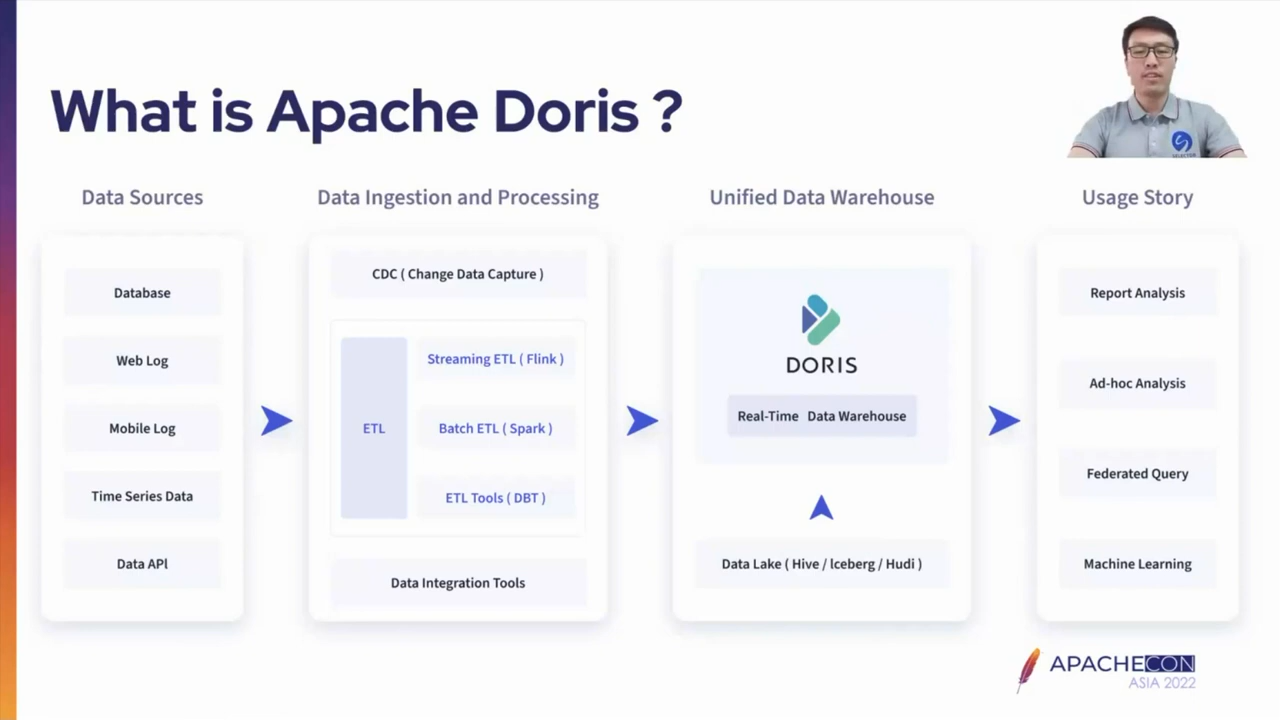 What is Apache Doris ?
Data Sources
Database
Web Log
Mobile Log
Time Series Data
Data API
Data Ingestion and Processing
CDC ( Change Data Capture )
ETL
Streaming ETL ( Flink )
Batch ETL ( Spark )
ETL Tools ( DBT )
Data Integration Tools
Unified Data Warehouse
DORIS
Real-Time Data Warehouse
Data Lake ( Hive / Iceberg / Hudi )
Usage Story
Report Analysis
Ad-hoc Analysis
Federated Query
Machine Learning
SELECTDB
APACHECON
ASIA 2022